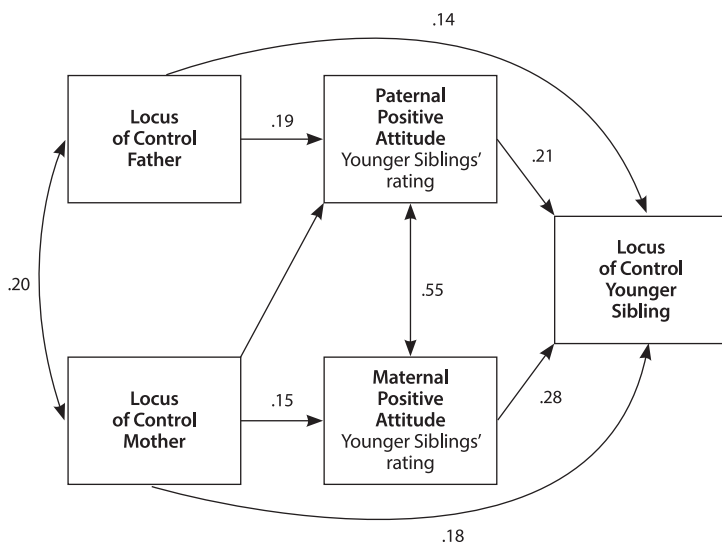 .14
Locus
of Control
Father
.19
Paternal
Positive
Attitude
Younger Siblings'
rating
.21
Locus
of Control
Younger
Sibling
.20
.55
Locus
of Control
Mother
.15
Maternal
Positive
Attitude
Younger Siblings'
rating
.28
.18